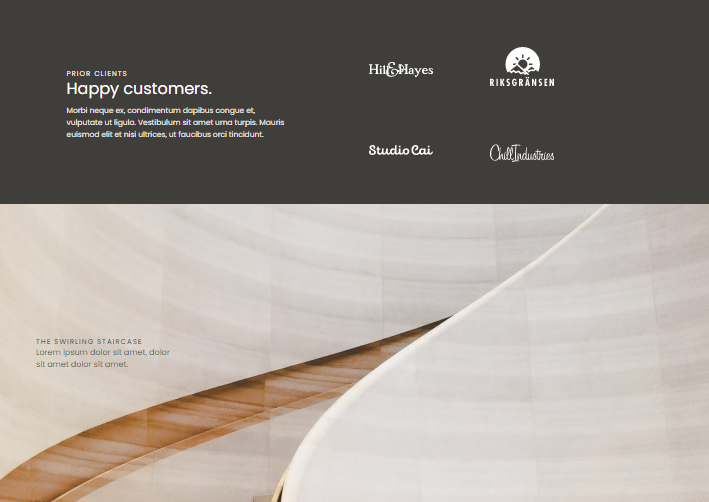 PRIOR CLIENTS
Happy customers.
Morbi neque ex, condimentum dapibus congue et,
vulputate ut ligula. Vestibulum sit amet urna turpis. Mauris
euismod elit et nisi ultrices, ut faucibus orci tincidunt.
Hill&Hayes
RIKSGRÄNSEN
Studio Cai
ChillIndustries
THE SWIRLING STAIRCASE
Lorem ipsum dolor sit amet, dolor
sit amet dolor sit amet.